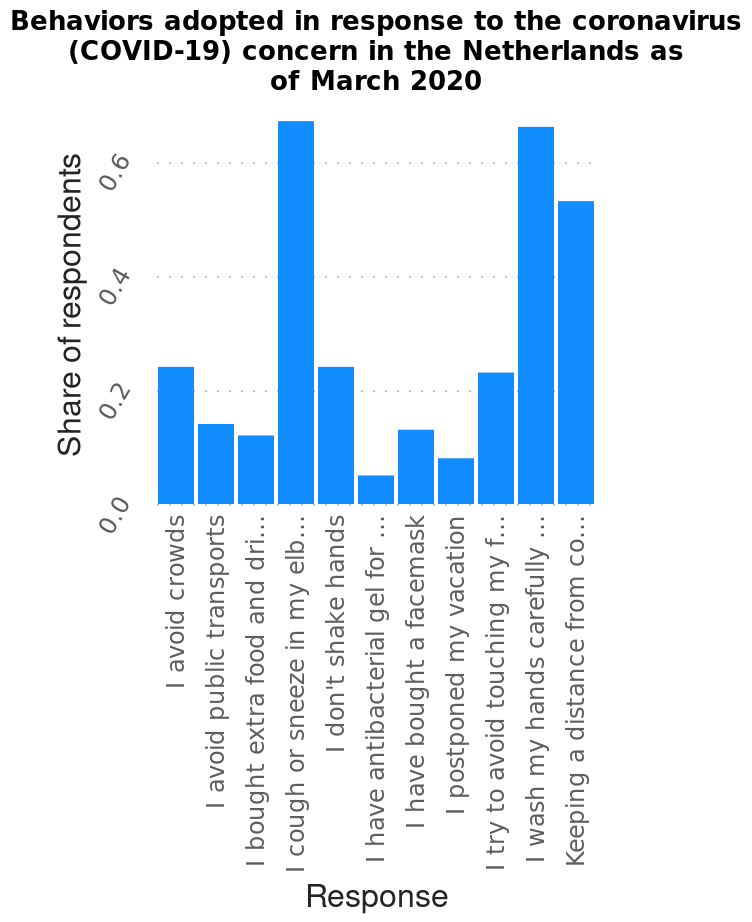 Behaviors adopted in response to the coronavirus
(COVID-19) concern in the Netherlands as
of March 2020
Share of respondents
0.6
0.4
0.2
0.0
I avoid crowds
I avoid public transports
I bought extra food and dri...
I cough or sneeze in my elb...
I don't shake hands
I have antibacterial gel for ...
I have bought a facemask
I postponed my vacation
I try to avoid touching my f...
I wash my hands carefully ...
Keeping a distance from co...
Response